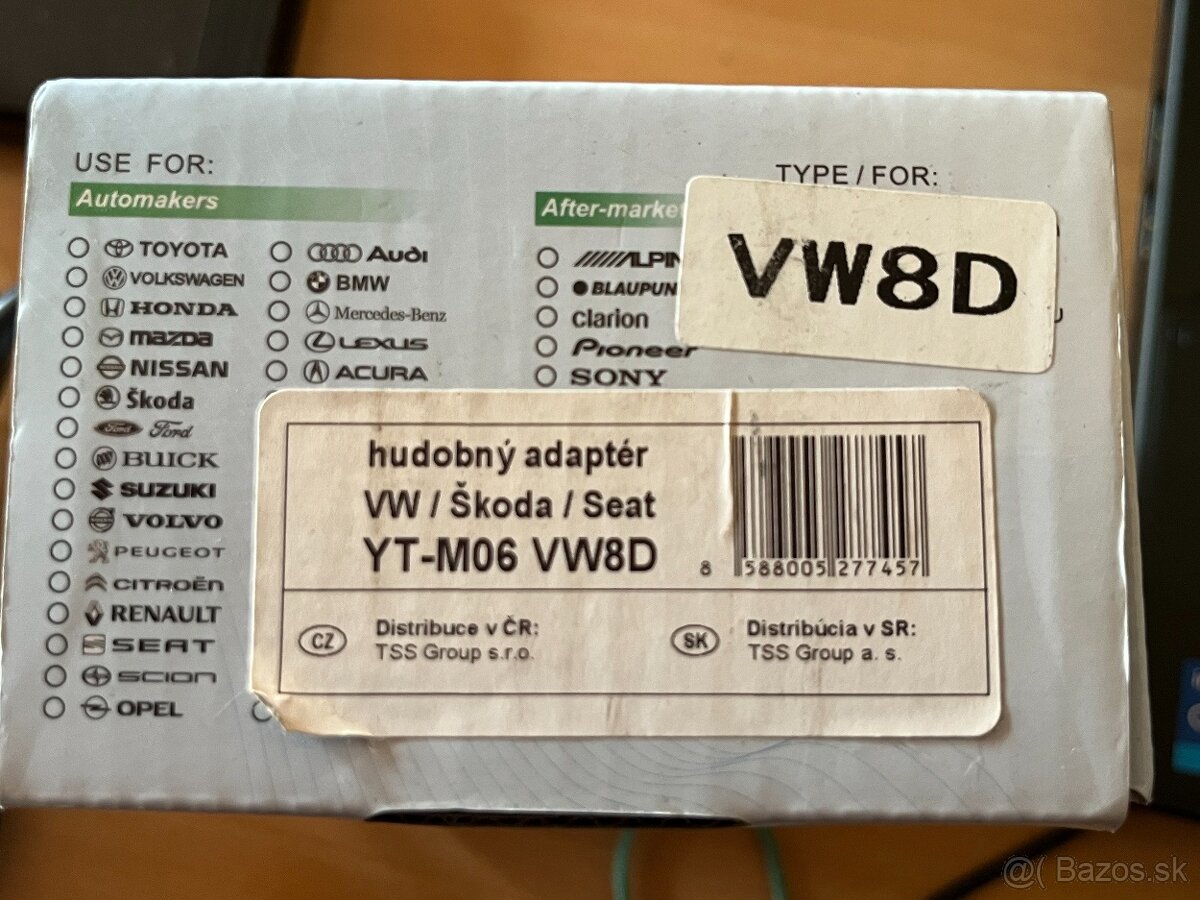 USE FOR:
TYPE / FOR:
Automakers
After-market
TOYOTA
VOLKSWAGEN
HONDA
mazda
NISSAN
Škoda
Ford
BUICK
SUZUKI
VOLVO
PEUGEOT
CITROËN
RENAULT
SEAT
SCION
OPEL
Audi
BMW
Mercedes-Benz
LEXUS
ACURA
ALPIN
BLAUPUN
clarion
Pioneer
SONY
VW8D
hudobný adaptér
VW / Škoda / Seat
YT-M06 VW8D
8 588005 277457
CZ
Distribuce v ČR:
TSS Group s.r.o.
SK
Distribúcia v SR:
TSS Group a. s.
@( Bazos.sk